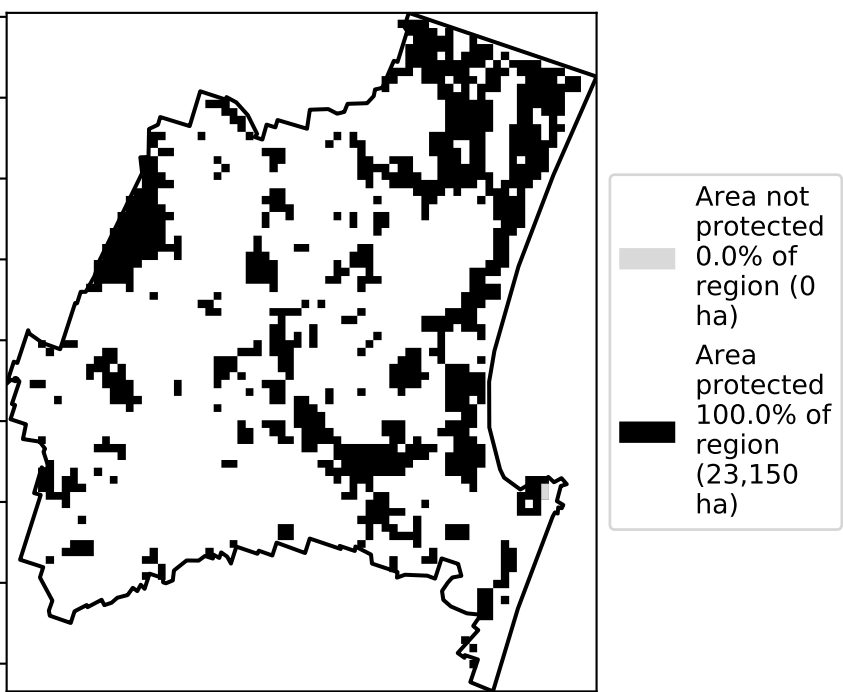 Area not
protected
0.0% of
region (0
ha)
Area
protected
100.0% of
region
(23,150
ha)